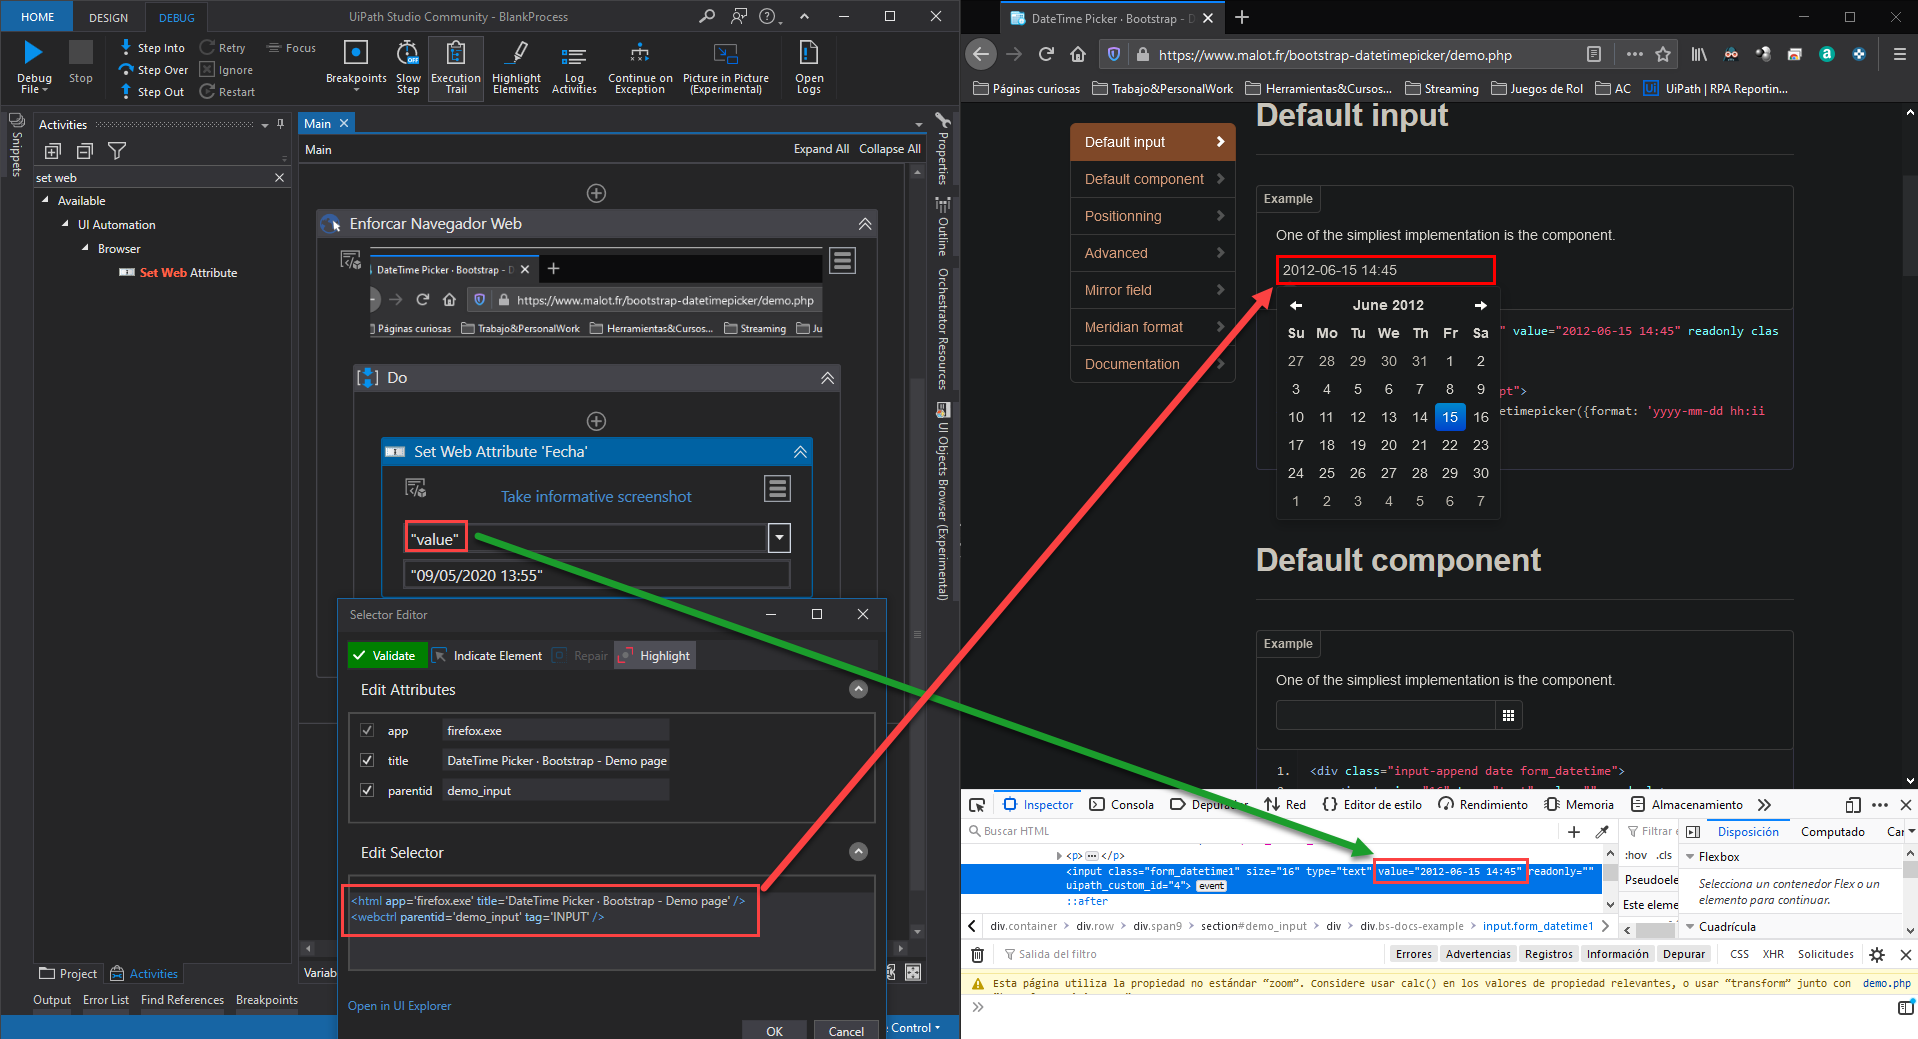 HOME
DESIGN
DEBUG
UiPath Studio Community - BlankProcess
Debug File
Stop
Step Into
Step Over
Step Out
Retry
Ignore
Restart
Focus
Breakpoints
Slow Step
Execution Trail
Highlight Elements
Log Activities
Continue on Exception
Picture in Picture (Experimental)
Open Logs
Snippets
Activities
set web
Available
UI Automation
Browser
Set Web Attribute
Project
Activities
Output
Error List
Find References
Breakpoints
Main
Main
Expand All
Collapse All
Enforcar Navegador Web
DateTime Picker · Bootstrap - D
https://www.malot.fr/bootstrap-datetimepicker/demo.php
Páginas curiosas
Trabajo&PersonalWork
Herramientas&Cursos...
Streaming
Ju
Do
Set Web Attribute 'Fecha'
Take informative screenshot
"value"
"09/05/2020 13:55"
Variab
Control
Properties
Outline
Orchestrator Resources
UI Objects Browser (Experimental)
Selector Editor
Validate
Indicate Element
Repair
Highlight
Edit Attributes
app
firefox.exe
title
DateTime Picker · Bootstrap - Demo page
parentid
demo_input
Edit Selector
<html app='firefox.exe' title='DateTime Picker · Bootstrap - Demo page' />
<webctrl parentid='demo_input' tag='INPUT' />
Open in UI Explorer
OK
Cancel
DateTime Picker · Bootstrap - D
https://www.malot.fr/bootstrap-datetimepicker/demo.php
Páginas curiosas
Trabajo&PersonalWork
Herramientas&Cursos...
Streaming
Juegos de Rol
AC
UiPath | RPA Reportin...
Default input
Default component
Positionning
Advanced
Mirror field
Meridian format
Documentation
Default input
Example
One of the simpliest implementation is the component.
2012-06-15 14:45
June 2012
Su Mo Tu We Th Fr Sa
27 28 29 30 31 1 2
3 4 5 6 7 8 9
10 11 12 13 14 15 16
17 18 19 20 21 22 23
24 25 26 27 28 29 30
1 2 3 4 5 6 7
" value="2012-06-15 14:45" readonly clas
pt">
etimepicker({format: 'yyyy-mm-dd hh:ii
Default component
Example
One of the simpliest implementation is the component.
1. <div class="input-append date form_datetime">
Inspector
Consola
Depurador
Red
Editor de estilo
Rendimiento
Memoria
Almacenamiento
Buscar HTML
<p> </p>
<input class="form_datetime1" size="16" type="text" value="2012-06-15 14:45" readonly=""
uipath_custom_id="4"> event
::after
div.container
div.row
div.span9
section#demo_input
div
div.bs-docs-example
input.form_datetime1
Filtrar e
:hov .cls
Pseudoele
Este eleme
Disposición
Computado
Ca
Flexbox
Selecciona un contenedor Flex o un elemento para continuar.
Cuadrícula
Salida del filtro
Errores
Advertencias
Registros
Información
Depurar
CSS
XHR
Solicitudes
Esta página utiliza la propiedad no estándar “zoom”. Considere usar calc() en los valores de propiedad relevantes, o usar “transform” junto con
demo.php